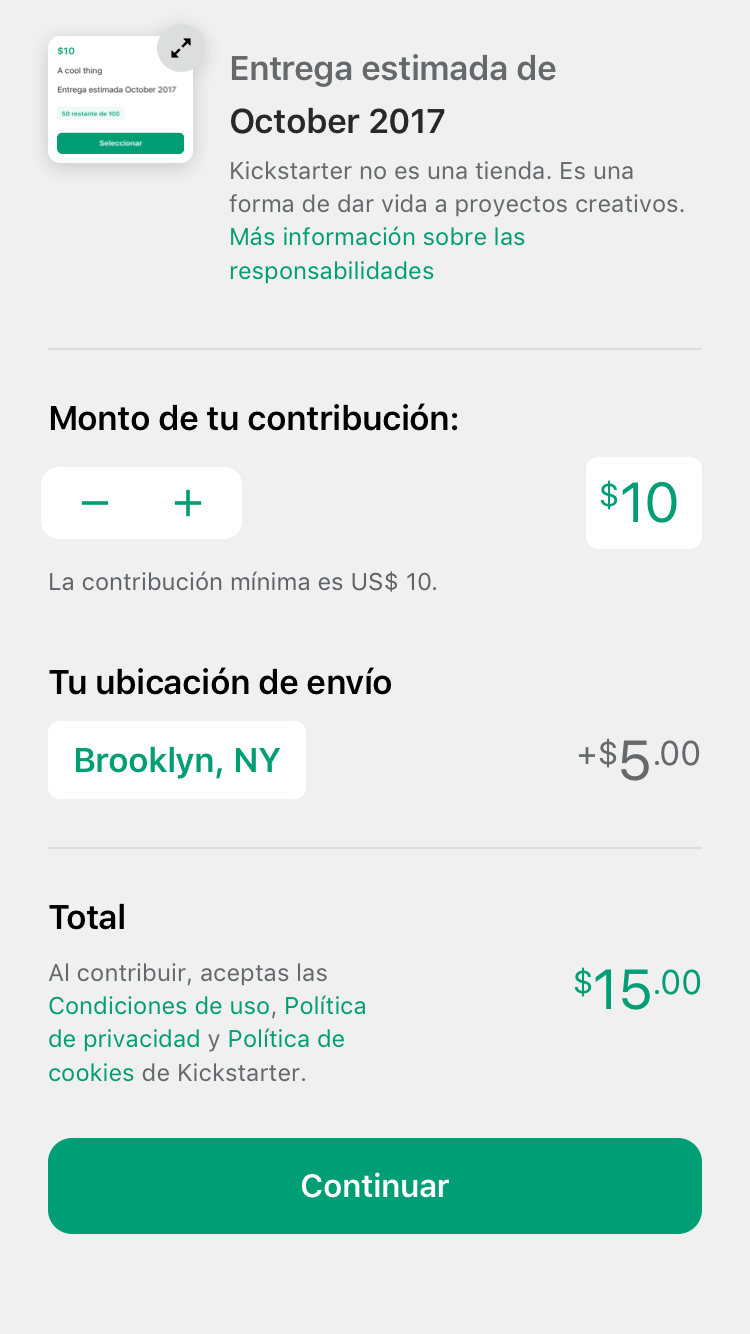 $10
A cool thing
Entrega estimada October 2017
50 restante de 100
Seleccionar
Entrega estimada de
October 2017
Kickstarter no es una tienda. Es una
forma de dar vida a proyectos creativos.
Más información sobre las
responsabilidades
Monto de tu contribución:
− + $10
La contribución mínima es US$ 10.
Tu ubicación de envío
Brooklyn, NY +$5.00
Total
Al contribuir, aceptas las
Condiciones de uso, Política
de privacidad y Política de
cookies de Kickstarter.
$15.00
Continuar